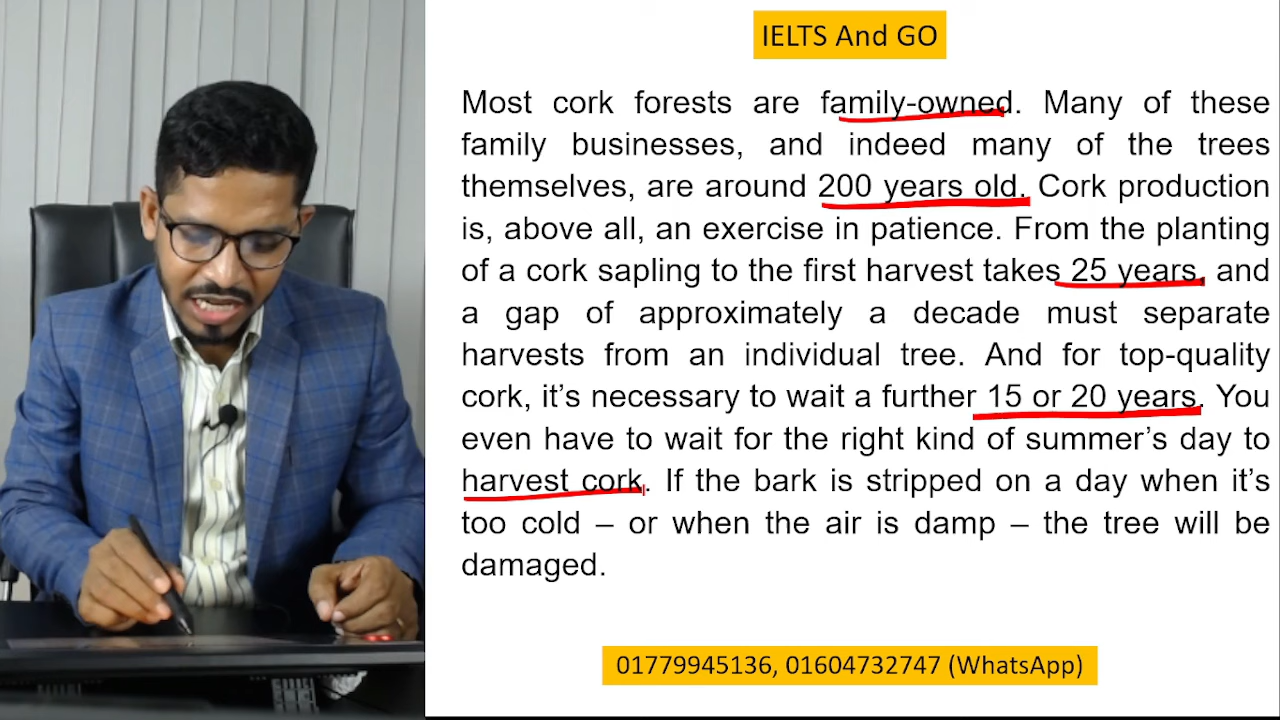 IELTS And GO
Most cork forests are family-owned. Many of these
family businesses, and indeed many of the trees
themselves, are around 200 years old. Cork production
is, above all, an exercise in patience. From the planting
of a cork sapling to the first harvest takes 25 years, and
a gap of approximately a decade must separate
harvests from an individual tree. And for top-quality
cork, it’s necessary to wait a further 15 or 20 years. You
even have to wait for the right kind of summer’s day to
harvest cork. If the bark is stripped on a day when it’s
too cold – or when the air is damp – the tree will be
damaged.
01779945136, 01604732747 (WhatsApp)